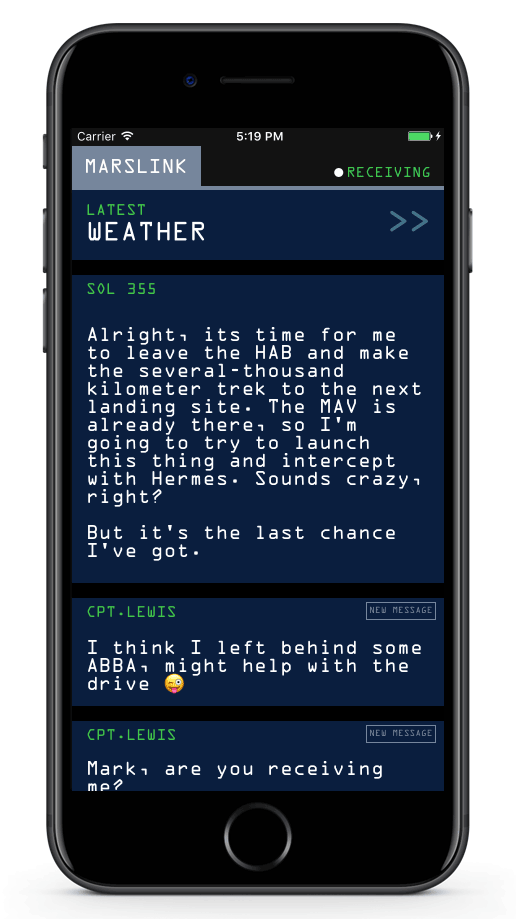 Carrier 5:19 PM
MARSLINK
RECEIVING
LATEST
WEATHER
SOL 355
Alright, its time for me
to leave the HAB and make
the several-thousand
kilometer trek to the next
landing site. The MAV is
already there, so I'm
going to try to launch
this thing and intercept
with Hermes. Sounds crazy,
right?
But it's the last chance
I've got.
CPT.LEWIS NEW MESSAGE
I think I left behind some
ABBA, might help with the
drive 😜
CPT.LEWIS NEW MESSAGE
Mark, are you receiving
me?